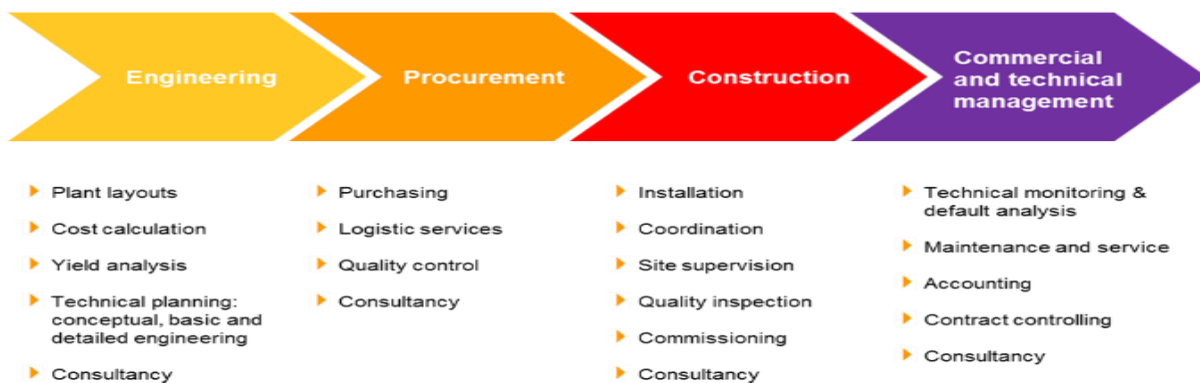 Engineering
Procurement
Construction
Commercial
and technical
management
Plant layouts
Cost calculation
Yield analysis
Technical planning:
conceptual, basic and
detailed engineering
Consultancy
Purchasing
Logistic services
Quality control
Consultancy
Installation
Coordination
Site supervision
Quality inspection
Commissioning
Consultancy
Technical monitoring &
default analysis
Maintenance and service
Accounting
Contract controlling
Consultancy